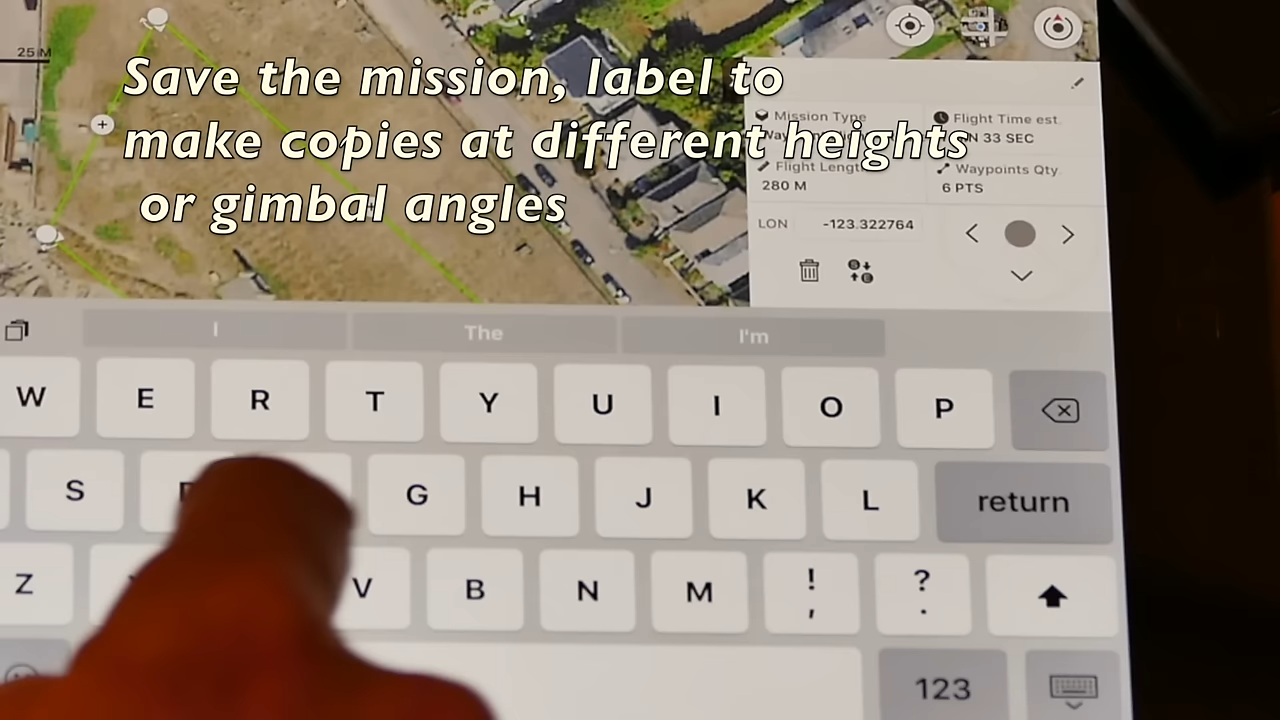 25 M
Save the mission, label to
make copies at different heights
or gimbal angles
Mission Type
Flight Time est.
N 33 SEC
Flight Length
Waypoints Qty
280 M
6 PTS
LON -123.322764
I The I'm
W E R T Y U I O P
S G H J K L return
Z V B N M ! , ? .
123